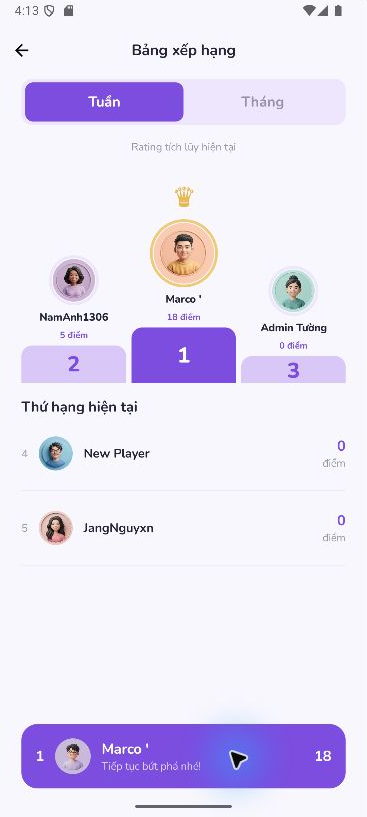 4:13
Bảng xếp hạng
Tuần
Tháng
Rating tích lũy hiện tại
NamAnh1306
5 điểm
2
Marco '
18 điểm
1
Admin Tường
0 điểm
3
Thứ hạng hiện tại
4 New Player 0
điểm
5 JangNguyxn 0
điểm
1 Marco ' 18
Tiếp tục bứt phá nhé!